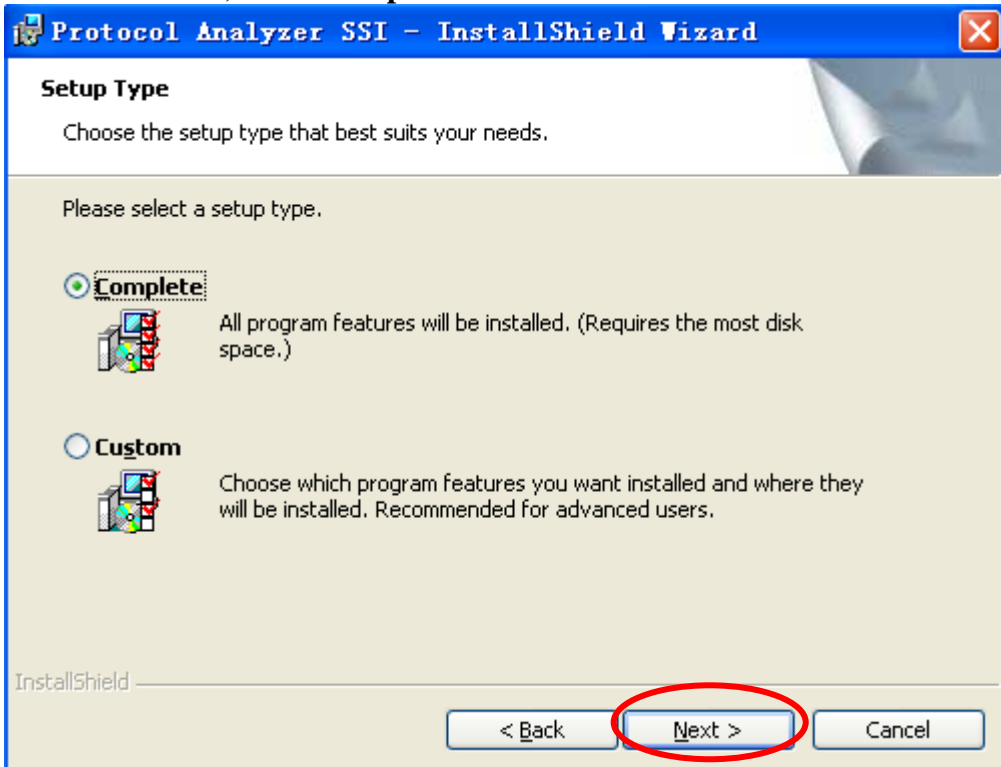 Protocol Analyzer SSI - InstallShield Wizard
Setup Type
Choose the setup type that best suits your needs.
Please select a setup type.
Complete
All program features will be installed. (Requires the most disk
space.)
Custom
Choose which program features you want installed and where they
will be installed. Recommended for advanced users.
InstallShield
< Back
Next >
Cancel